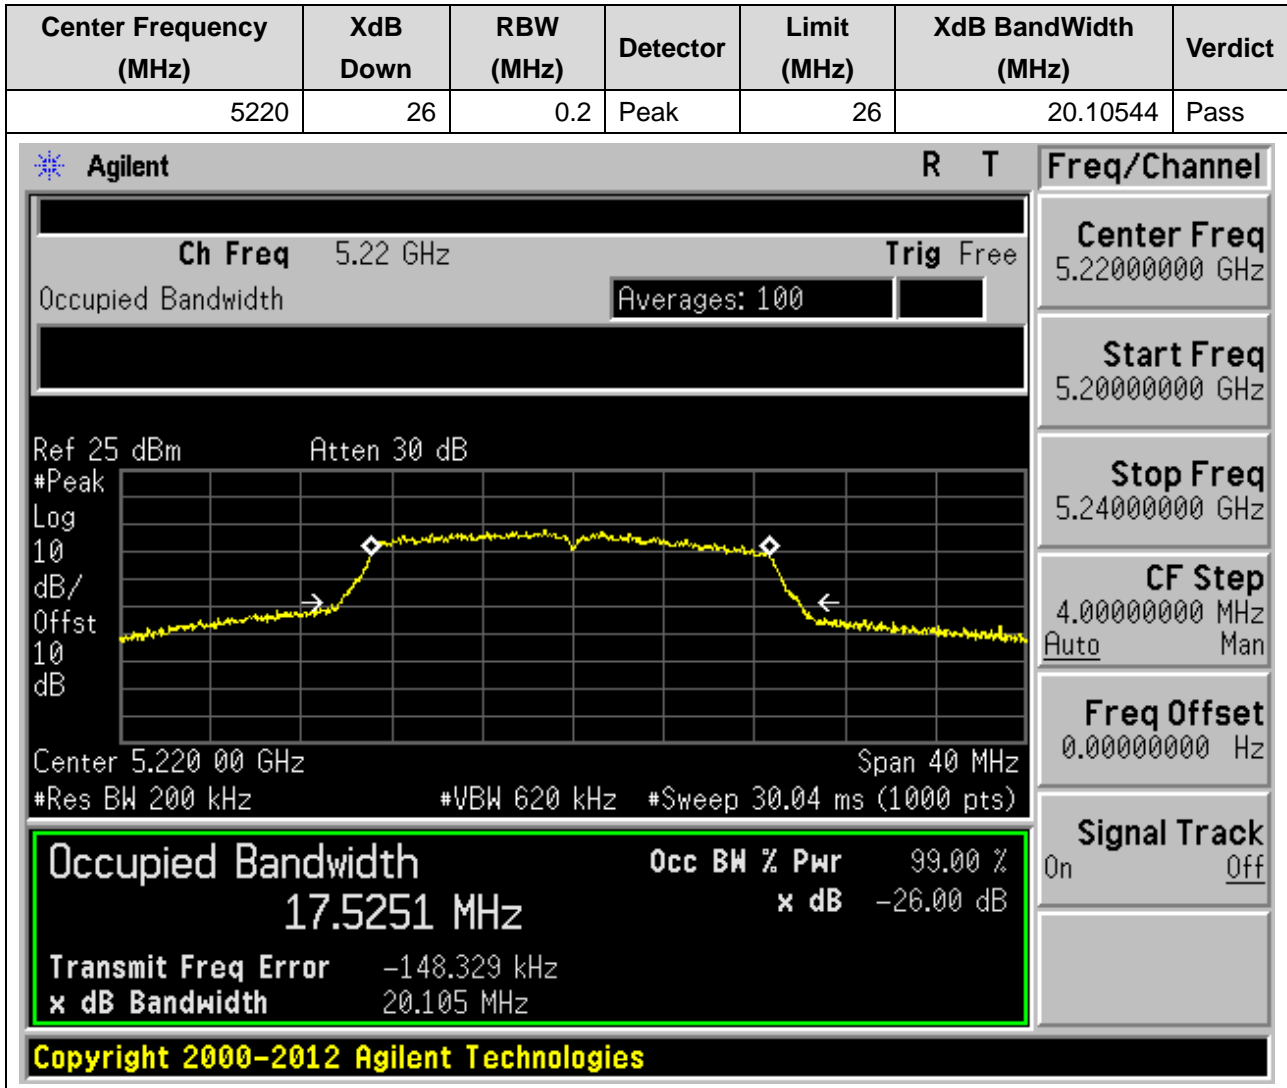 Center Frequency (MHz) XdB Down RBW (MHz) Detector Limit (MHz) XdB BandWidth (MHz) Verdict
5220 26 0.2 Peak 26 20.10544 Pass
Agilent R T
Ch Freq 5.22 GHz Trig Free
Occupied Bandwidth Averages: 100
Ref 25 dBm Atten 30 dB
#Peak
Log
10
dB/
Offst
10
dB
Center 5.220 00 GHz Span 40 MHz
#Res BW 200 kHz #VBW 620 kHz #Sweep 30.04 ms (1000 pts)
Occupied Bandwidth Occ BW % Pwr 99.00 %
17.5251 MHz x dB -26.00 dB
Transmit Freq Error -148.329 kHz
x dB Bandwidth 20.105 MHz
Copyright 2000-2012 Agilent Technologies
Freq/Channel
Center Freq
5.22000000 GHz
Start Freq
5.20000000 GHz
Stop Freq
5.24000000 GHz
CF Step
4.00000000 MHz
Auto Man
Freq Offset
0.00000000 Hz
Signal Track
On Off